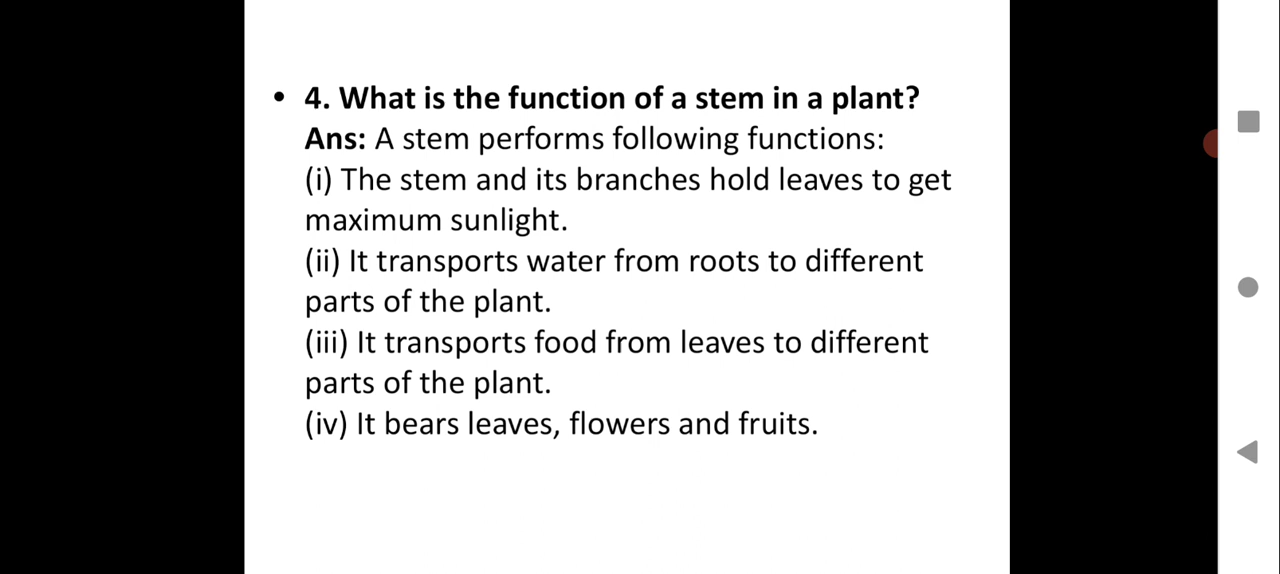 • 4. What is the function of a stem in a plant?
Ans: A stem performs following functions:
(i) The stem and its branches hold leaves to get
maximum sunlight.
(ii) It transports water from roots to different
parts of the plant.
(iii) It transports food from leaves to different
parts of the plant.
(iv) It bears leaves, flowers and fruits.